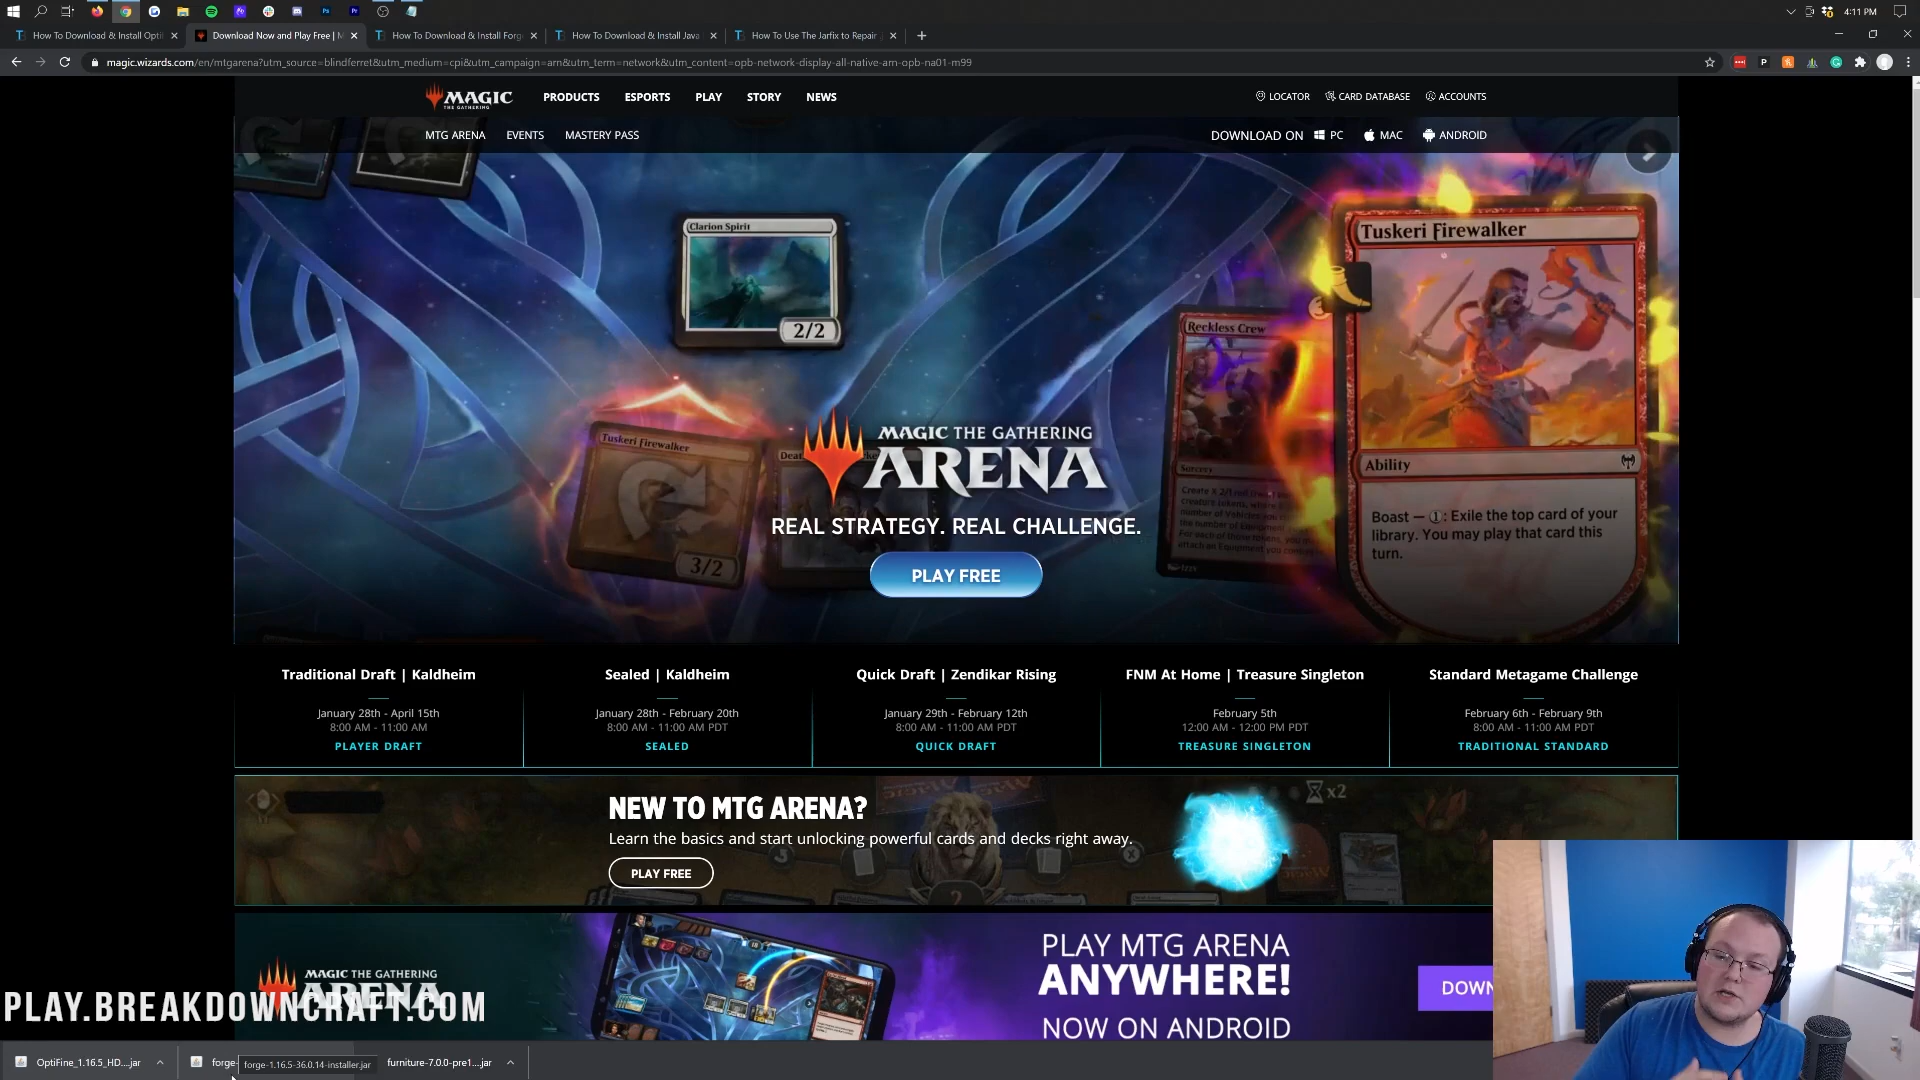 4:11 PM
How To Download & Install Opti
Download Now and Play Free | M
How To Download & Install Forg
How To Download & Install Java
How To Use The Jarfix to Repair
magic.wizards.com/en/mtgarena?utm_source=blindferret&utm_medium=cpi&utm_campaign=arn&utm_term=network&utm_content=opb-network-display-all-native-arn-opb-na01-m99
MAGIC
THE GATHERING
PRODUCTS
ESPORTS
PLAY
STORY
NEWS
LOCATOR
CARD DATABASE
ACCOUNTS
MTG ARENA
EVENTS
MASTERY PASS
DOWNLOAD ON
PC
MAC
ANDROID
Clarion Spirit
2/2
Tuskeri Firewalker
Reckless Crew
Sorcery
Tuskeri Firewalker
3/2
Ability
Boast — 1: Exile the top card of your
library. You may play that card this
turn.
MAGIC THE GATHERING
ARENA
REAL STRATEGY. REAL CHALLENGE.
PLAY FREE
Traditional Draft | Kaldheim
January 28th - April 15th
8:00 AM - 11:00 AM
PLAYER DRAFT
Sealed | Kaldheim
January 28th - February 20th
8:00 AM - 11:00 AM PDT
SEALED
Quick Draft | Zendikar Rising
January 29th - February 12th
8:00 AM - 11:00 AM PDT
QUICK DRAFT
FNM At Home | Treasure Singleton
February 5th
12:00 AM - 12:00 PM PDT
TREASURE SINGLETON
Standard Metagame Challenge
February 6th - February 9th
8:00 AM - 11:00 AM PDT
TRADITIONAL STANDARD
NEW TO MTG ARENA?
Learn the basics and start unlocking powerful cards and decks right away.
PLAY FREE
x2
MAGIC THE GATHERING
ARENA
PLAY MTG ARENA
ANYWHERE!
NOW ON ANDROID
DOWN
PLAY.BREAKDOWNCRAFT.COM
OptiFine_1.16.5_HD....jar
forge-
forge-1.16.5-36.0.14-installer.jar
furniture-7.0.0-pre1....jar